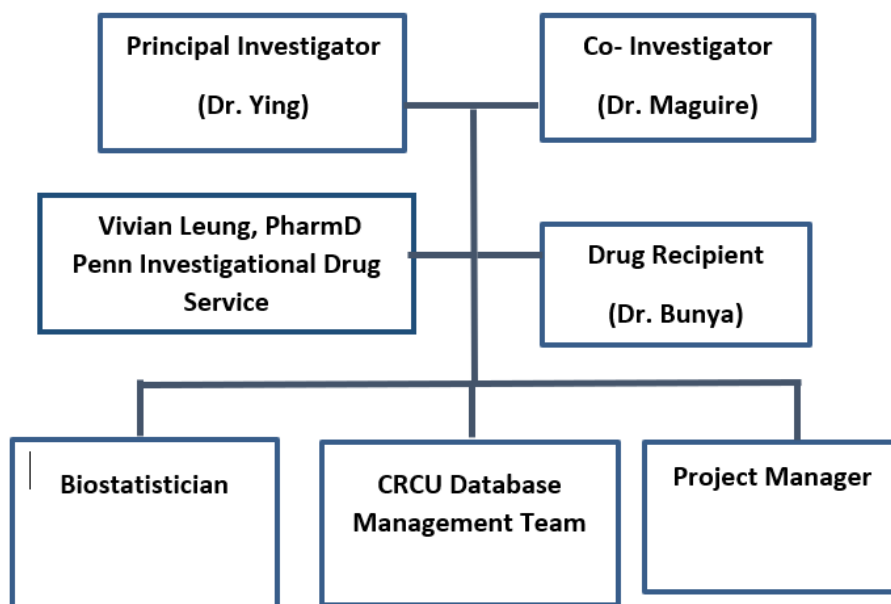 Principal Investigator
(Dr. Ying)
Co- Investigator
(Dr. Maguire)
Vivian Leung, PharmD
Penn Investigational Drug
Service
Drug Recipient
(Dr. Bunya)
Biostatistician
CRCU Database
Management Team
Project Manager